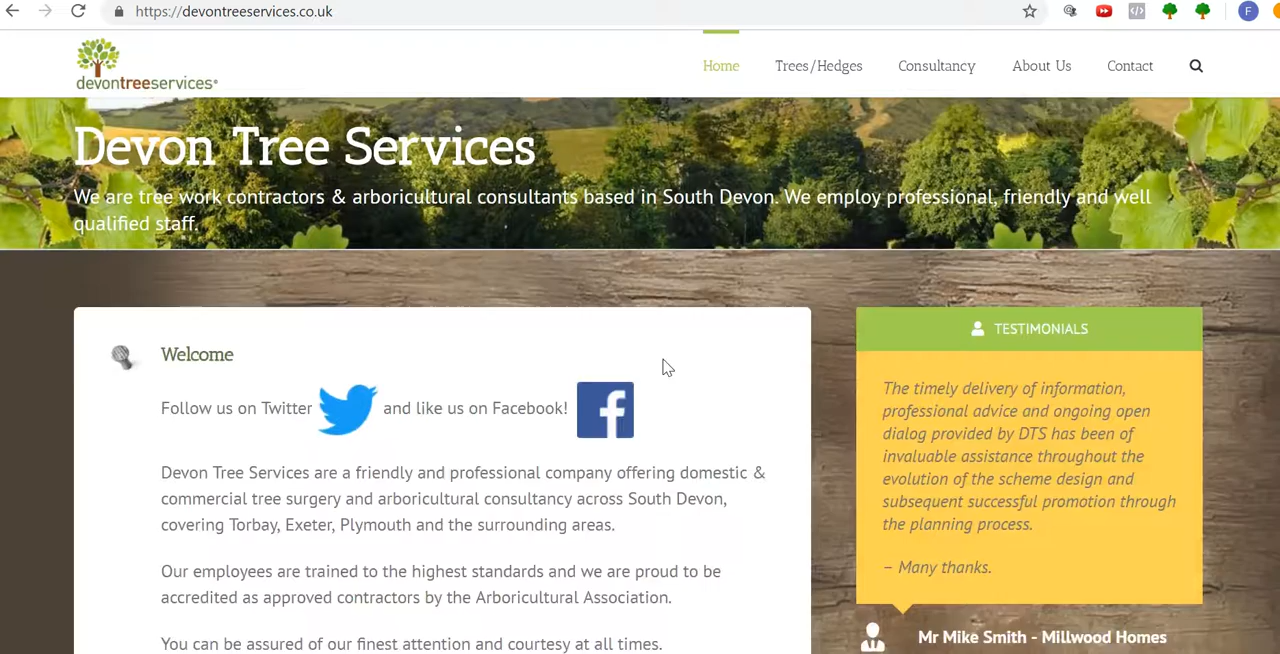 https://devontreeservices.co.uk
F
devontreeservices®
Home
Trees/Hedges
Consultancy
About Us
Contact
Devon Tree Services
We are tree work contractors & arboricultural consultants based in South Devon. We employ professional, friendly and well
qualified staff.
Welcome
Follow us on Twitter and like us on Facebook!
Devon Tree Services are a friendly and professional company offering domestic &
commercial tree surgery and arboricultural consultancy across South Devon,
covering Torbay, Exeter, Plymouth and the surrounding areas.
Our employees are trained to the highest standards and we are proud to be
accredited as approved contractors by the Arboricultural Association.
You can be assured of our finest attention and courtesy at all times.
TESTIMONIALS
The timely delivery of information,
professional advice and ongoing open
dialog provided by DTS has been of
invaluable assistance throughout the
evolution of the scheme design and
subsequent successful promotion through
the planning process.
– Many thanks.
Mr Mike Smith - Millwood Homes